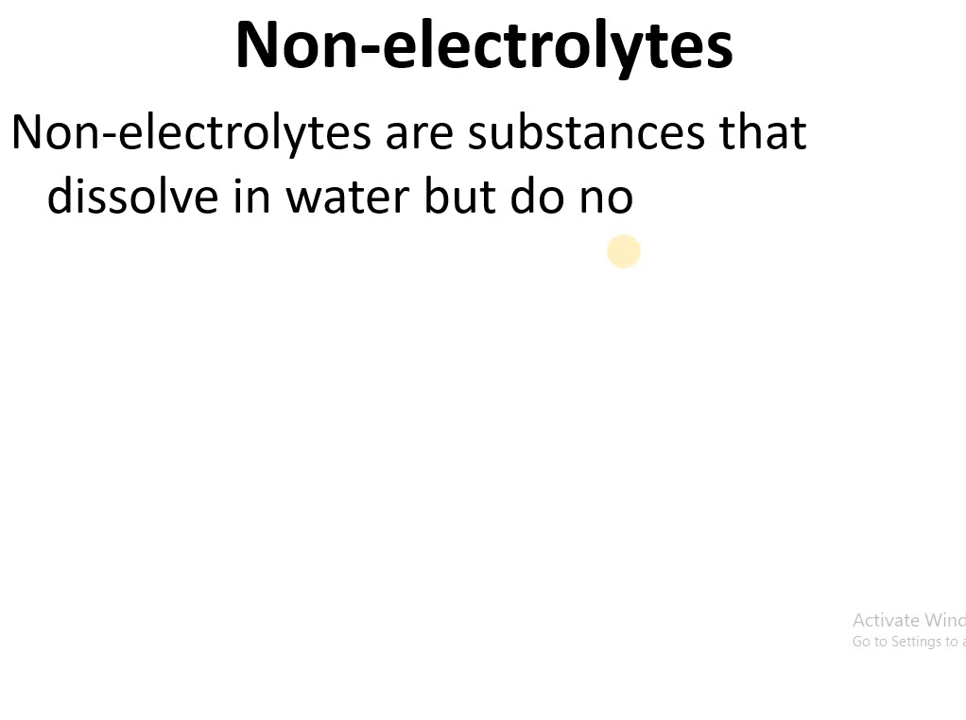 Non-electrolytes
Non-electrolytes are substances that
dissolve in water but do no
Activate Wind
Go to Settings to a